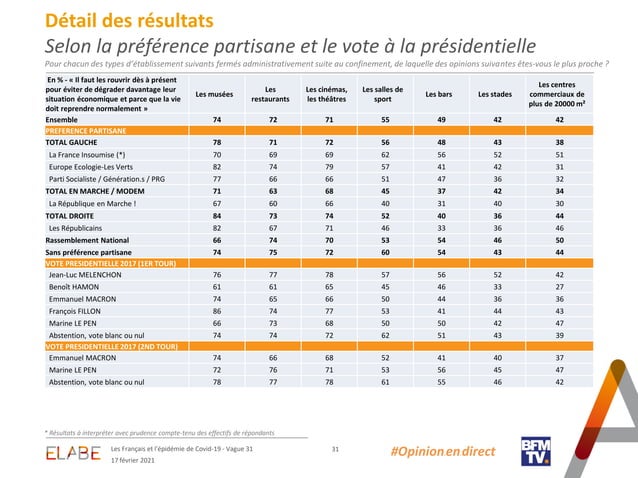 Détail des résultats
Selon la préférence partisane et le vote à la présidentielle
Pour chacun des types d'établissement suivants fermés administrativement suite au confinement, de laquelle des opinions suivantes êtes-vous le plus proche ?
En % - « Il faut les rouvrir dès à présent pour éviter de dégrader davantage leur situation économique et parce que la vie doit reprendre normalement » Les musées Les restaurants Les cinémas, les théâtres Les salles de sport Les bars Les stades Les centres commerciaux de plus de 20000 m²
Ensemble 74 72 71 55 49 42 42
PREFERENCE PARTISANE
TOTAL GAUCHE 78 71 72 56 48 43 38
La France Insoumise (*) 70 69 69 62 56 52 51
Europe Ecologie-Les Verts 82 74 79 57 41 42 31
Parti Socialiste / Génération.s / PRG 77 66 66 51 47 36 32
TOTAL EN MARCHE / MODEM 71 63 68 45 37 42 34
La République en Marche ! 67 60 66 40 31 40 30
TOTAL DROITE 84 73 74 52 40 36 44
Les Républicains 82 67 71 46 33 36 46
Rassemblement National 66 74 70 53 54 46 50
Sans préférence partisane 74 75 72 60 54 43 44
VOTE PRESIDENTIELLE 2017 (1ER TOUR)
Jean-Luc MELENCHON 76 77 78 57 56 52 42
Benoît HAMON 61 61 65 45 46 33 27
Emmanuel MACRON 74 65 66 50 44 36 36
François FILLON 86 74 77 53 41 44 43
Marine LE PEN 66 73 68 50 50 42 47
Abstention, vote blanc ou nul 74 74 72 62 51 43 39
VOTE PRESIDENTIELLE 2017 (2ND TOUR)
Emmanuel MACRON 74 66 68 52 41 40 37
Marine LE PEN 72 76 71 53 56 45 47
Abstention, vote blanc ou nul 78 77 78 61 55 46 42
* Résultats à interpréter avec prudence compte-tenu des effectifs de répondants
ELABE
Les Français et l'épidémie de Covid-19 - Vague 31
17 février 2021
31
#Opinionendirect
BFM
TV.